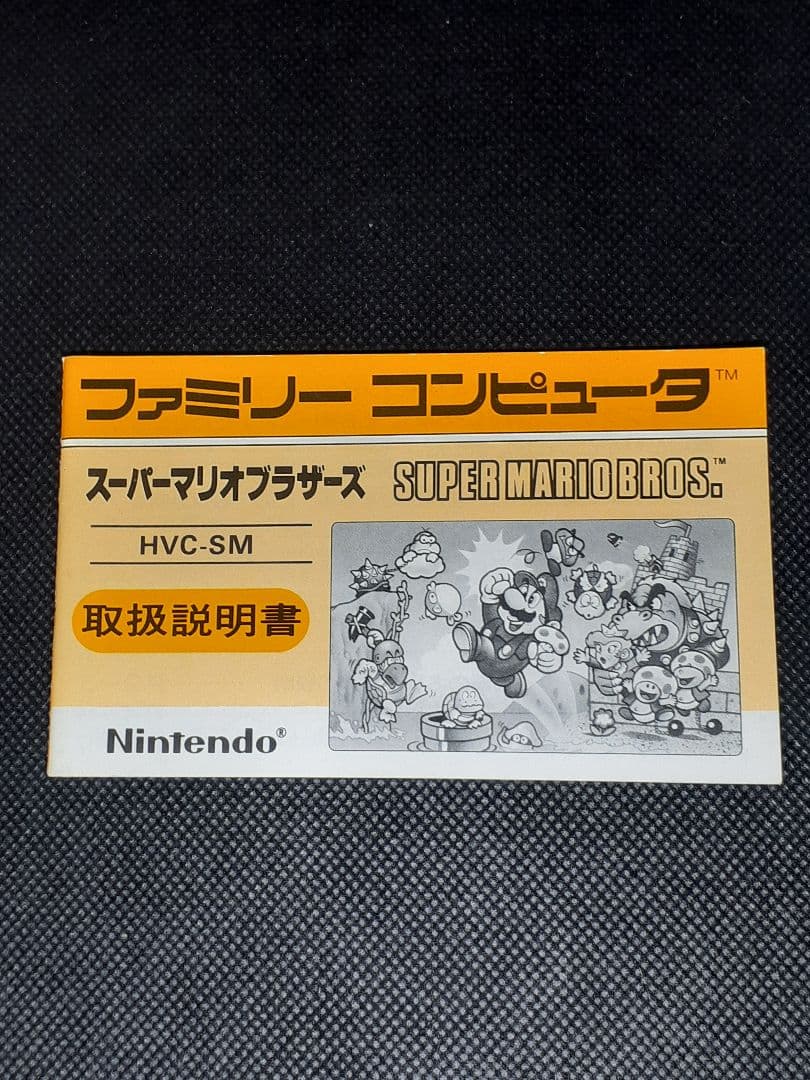 ファミリー コンピュータ™
スーパーマリオブラザーズ SUPER MARIO BROS.™
HVC-SM
取扱説明書
Nintendo®